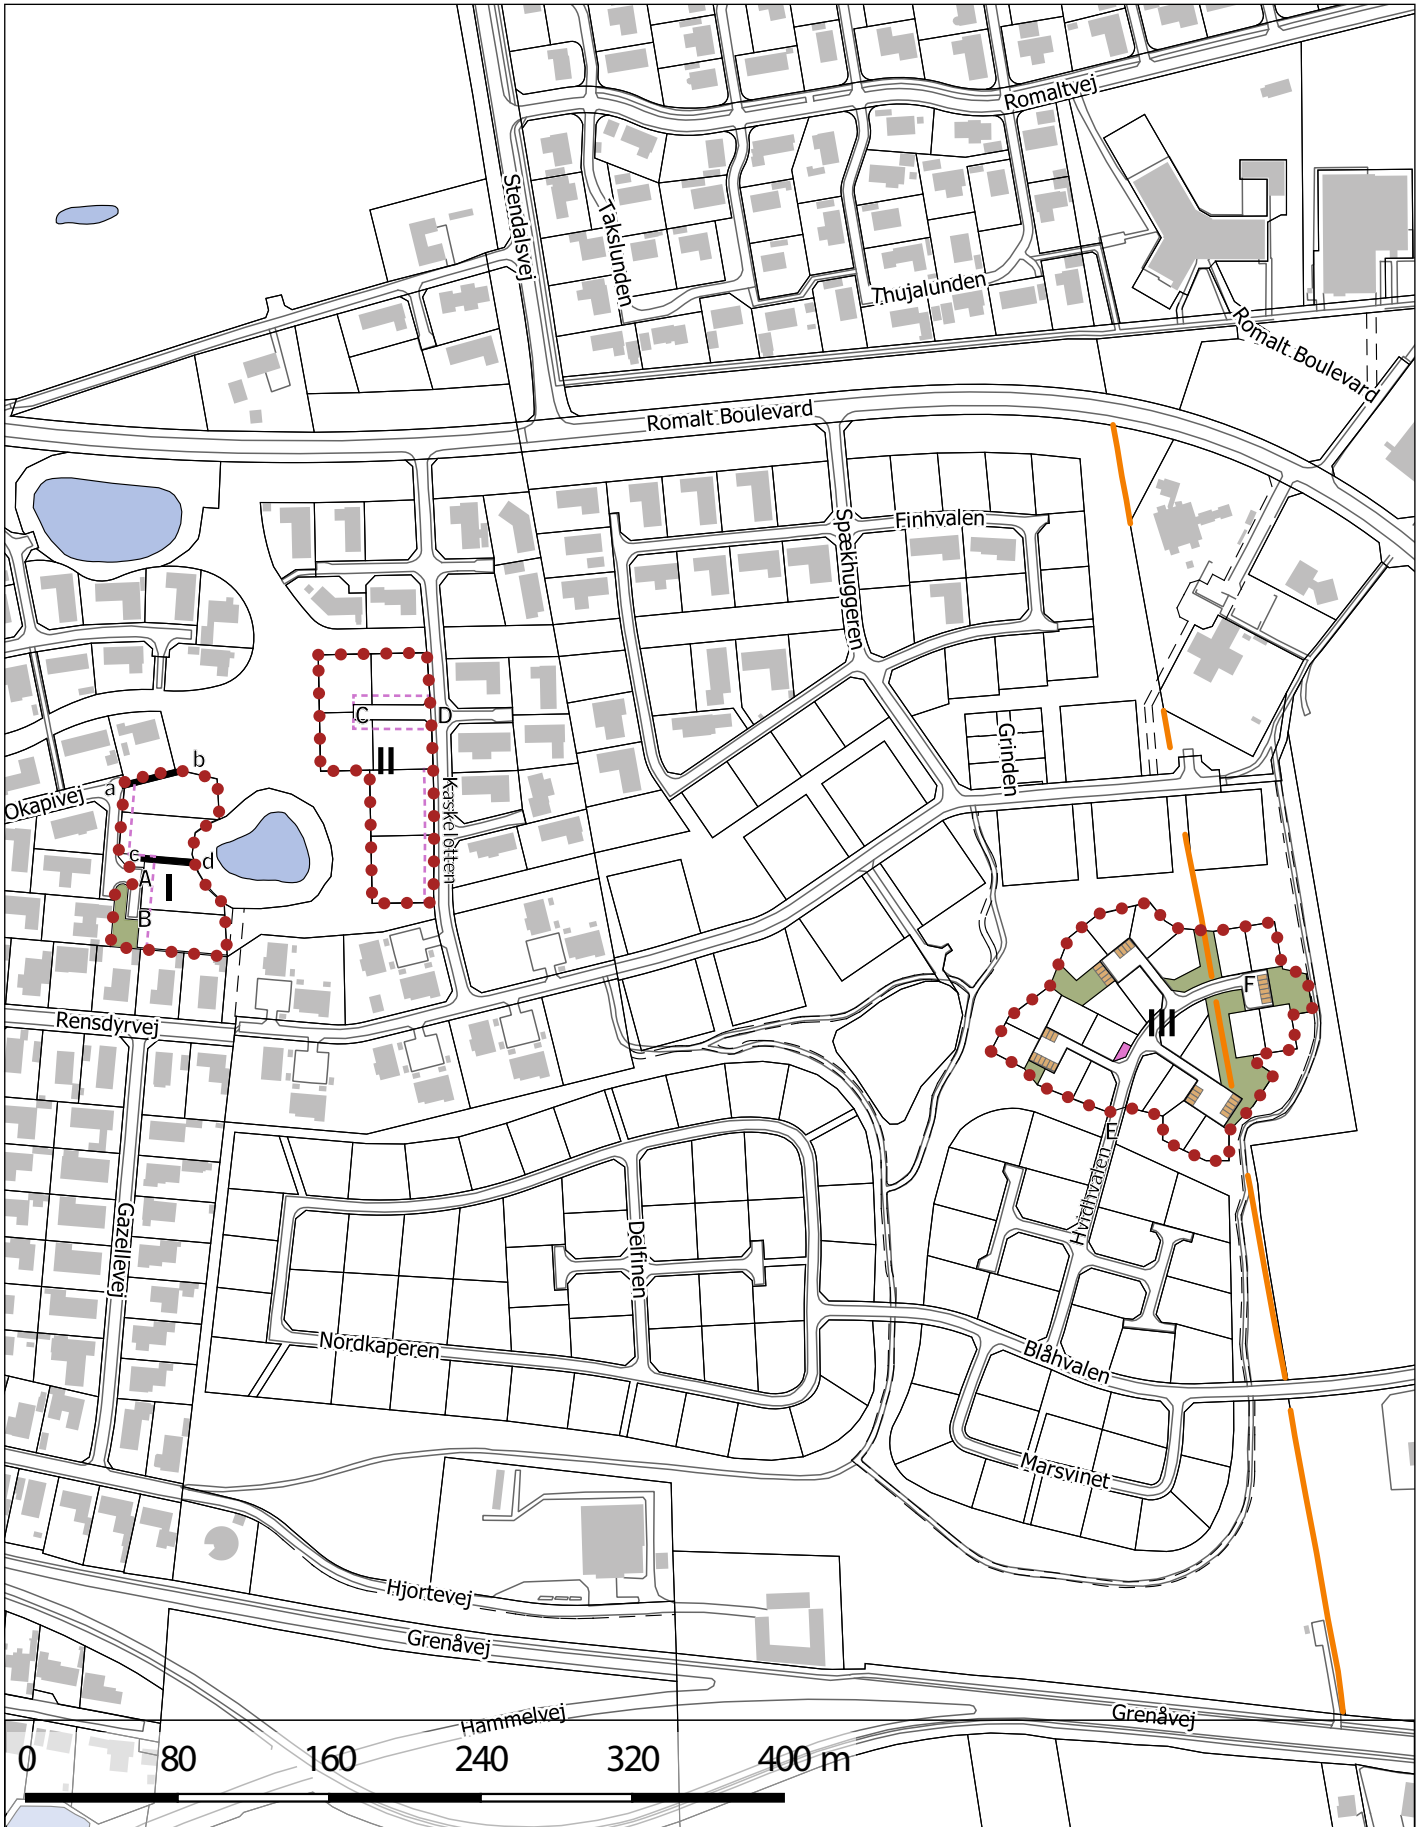 Romaltvej
Stendalsvej
Takslunden
Thujalunden
Romalt Boulevard
Romalt Boulevard
Finhvalen
Spækhuggeren
C
D
II
Grinden
b
a
Okapivej
Kaskelotten
c
d
A
I
B
F
III
Rensdyrvej
E
Hvidhvalen
Gazellevej
Delfinen
Nordkaperen
Blåhvalen
Marsvinet
Hjortevej
Grenåvej
Hammelvej
Grenåvej
0 80 160 240 320 400 m